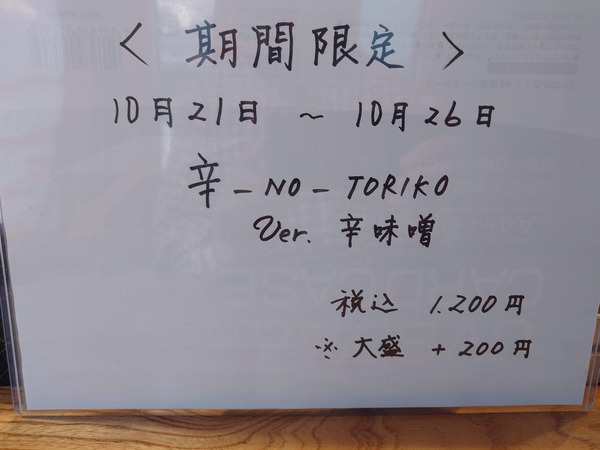 ＜ 期間限定 ＞
10月21日 ～ 10月26日
辛-NO-TORIKO
Ver. 辛味噌
税込 1.200円
※大盛 + 200円